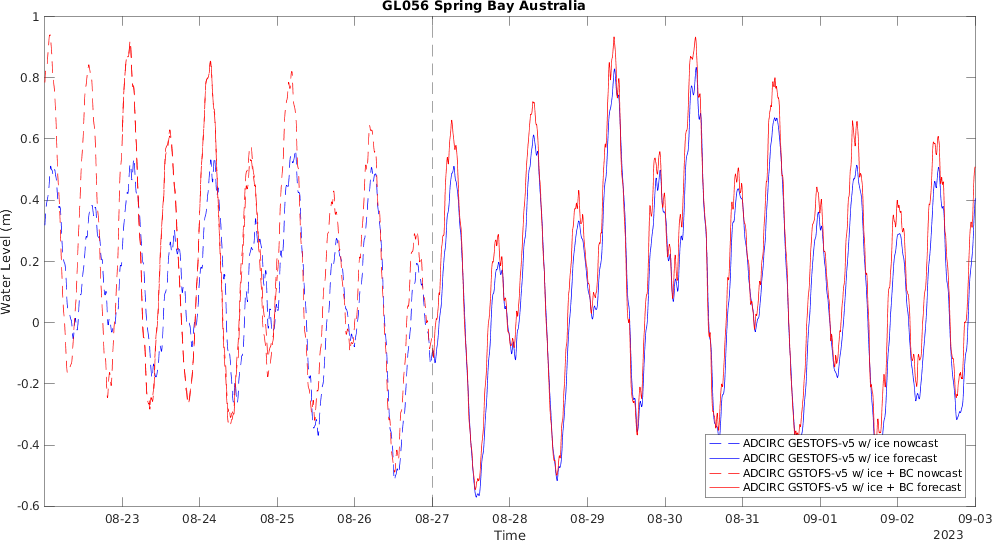 GL056 Spring Bay Australia
1
0.8
0.6
0.4
0.2
0
-0.2
-0.4
-0.6
Water Level (m)
ADCIRC GESTOFS-v5 w/ ice nowcast
ADCIRC GESTOFS-v5 w/ ice forecast
ADCIRC GSTOFS-v5 w/ ice + BC nowcast
ADCIRC GSTOFS-v5 w/ ice + BC forecast
08-23 08-24 08-25 08-26 08-27 08-28 08-29 08-30 08-31 09-01 09-02 09-03
Time
2023